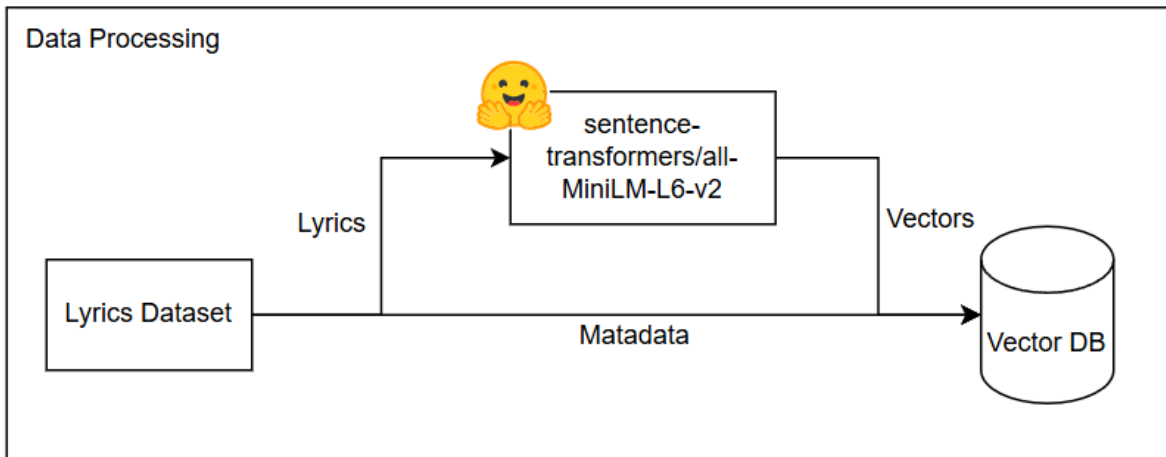 Data Processing
sentence-
transformers/all-
MiniLM-L6-v2
Lyrics
Vectors
Lyrics Dataset
Matadata
Vector DB